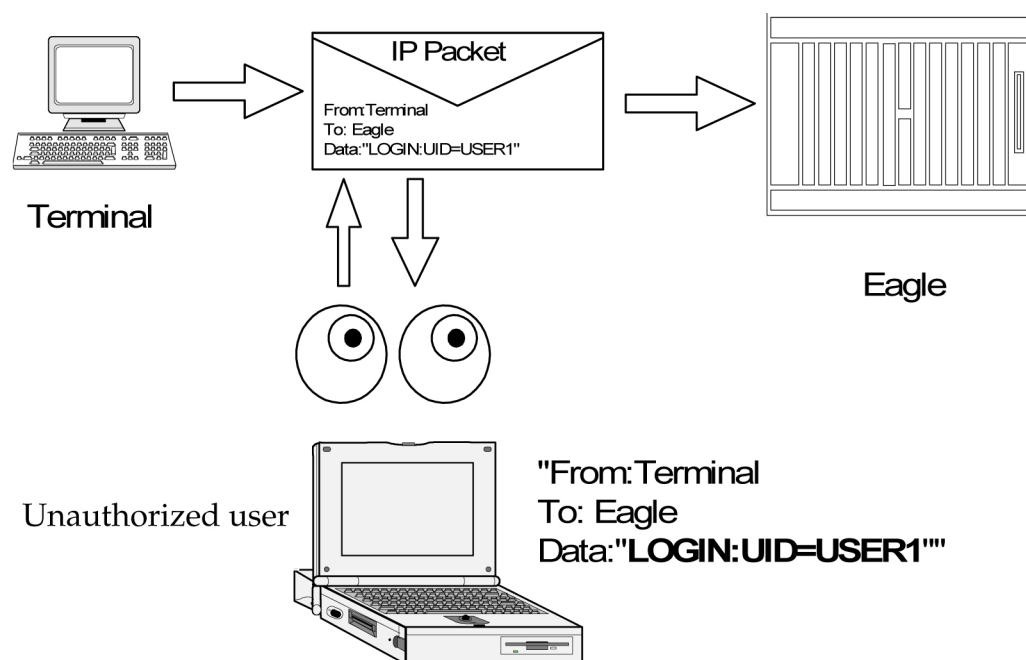 IP Packet
From:Terminal
To: Eagle
Data:"LOGIN:UID=USER1"
Terminal
Eagle
Unauthorized user
"From:Terminal
To: Eagle
Data:"LOGIN:UID=USER1""